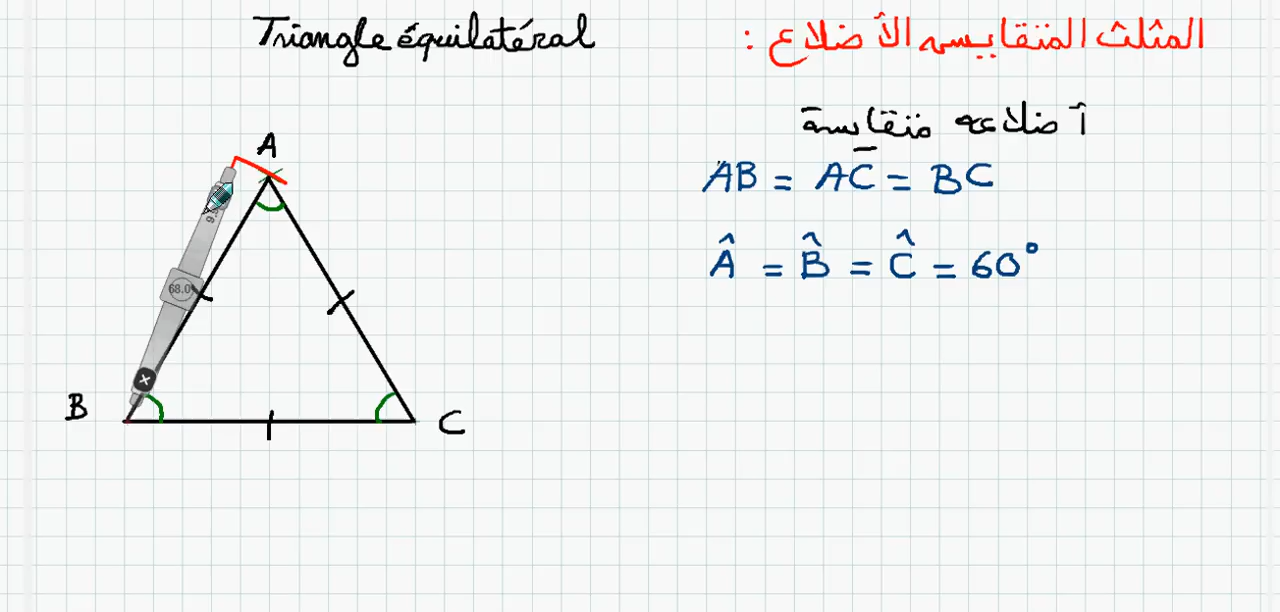 Triangle équilatéral
المثلث المتقايس الأضلاع :
أضلاعه متقايسة
AB = AC = BC
Â = B̂ = Ĉ = 60°
A
68.0°
B
C